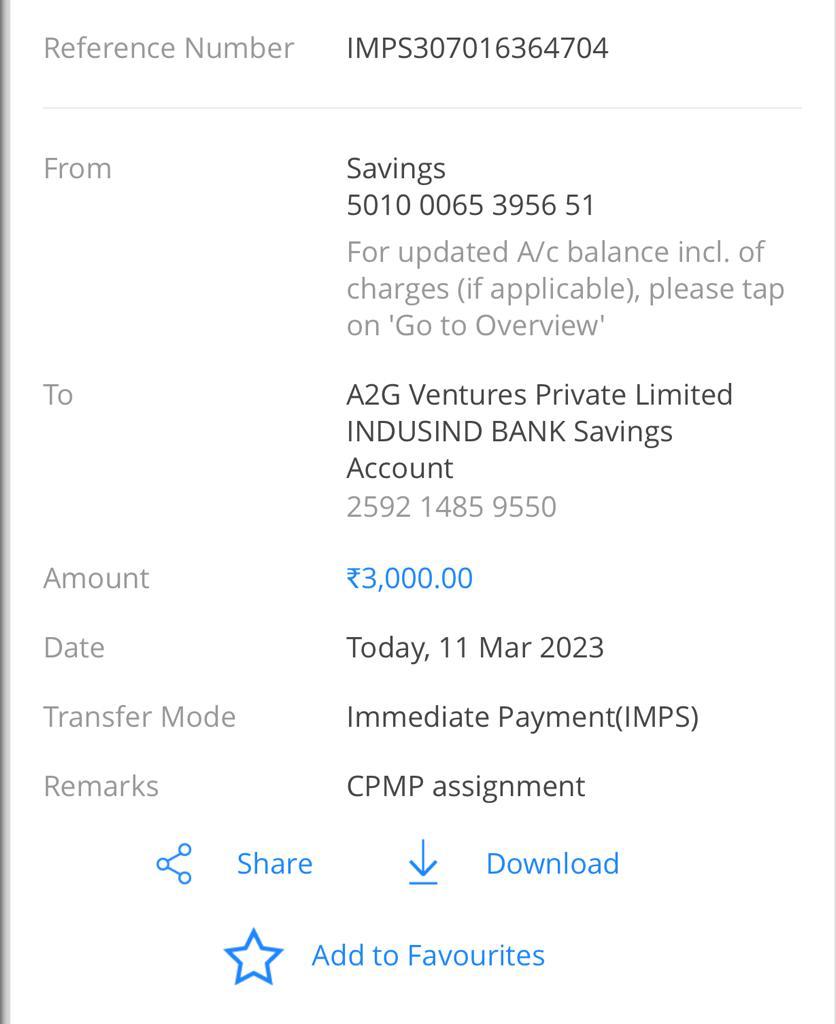 Reference Number IMPS307016364704
From Savings
5010 0065 3956 51
For updated A/c balance incl. of
charges (if applicable), please tap
on 'Go to Overview'
To A2G Ventures Private Limited
INDUSIND BANK Savings
Account
2592 1485 9550
Amount ₹3,000.00
Date Today, 11 Mar 2023
Transfer Mode Immediate Payment(IMPS)
Remarks CPMP assignment
Share Download
Add to Favourites